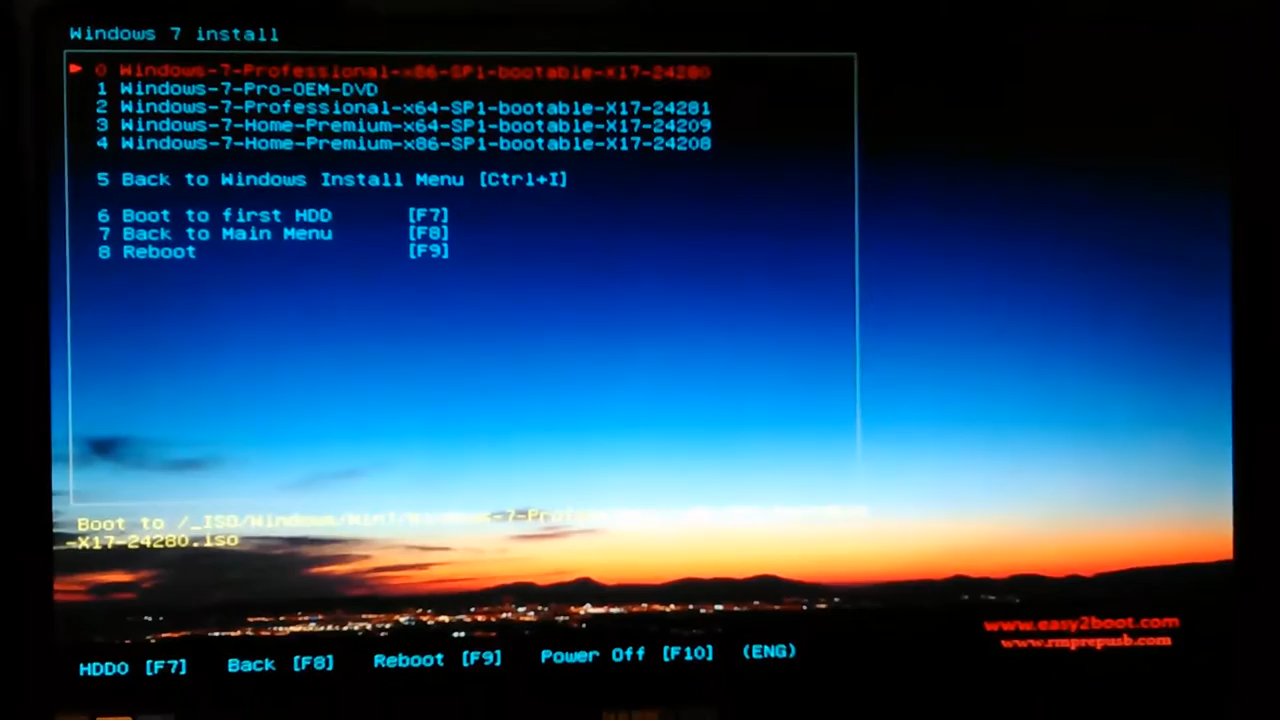 Windows 7 install
0 Windows-7-Professional-x86-SP1-bootable-X17-24280
1 Windows-7-Pro-OEM-DVD
2 Windows-7-Professional-x64-SP1-bootable-X17-24281
3 Windows-7-Home-Premium-x64-SP1-bootable-X17-24209
4 Windows-7-Home-Premium-x86-SP1-bootable-X17-24208
5 Back to Windows Install Menu [Ctrl+I]
6 Boot to first HDD [F7]
7 Back to Main Menu [F8]
8 Reboot [F9]
Boot to /_ISO/Windows/Win7/Windows-7-Profe
-X17-24280.iso
www.easy2boot.com
www.rmprepusb.com
HDD0 [F7] Back [F8] Reboot [F9] Power Off [F10] (ENG)